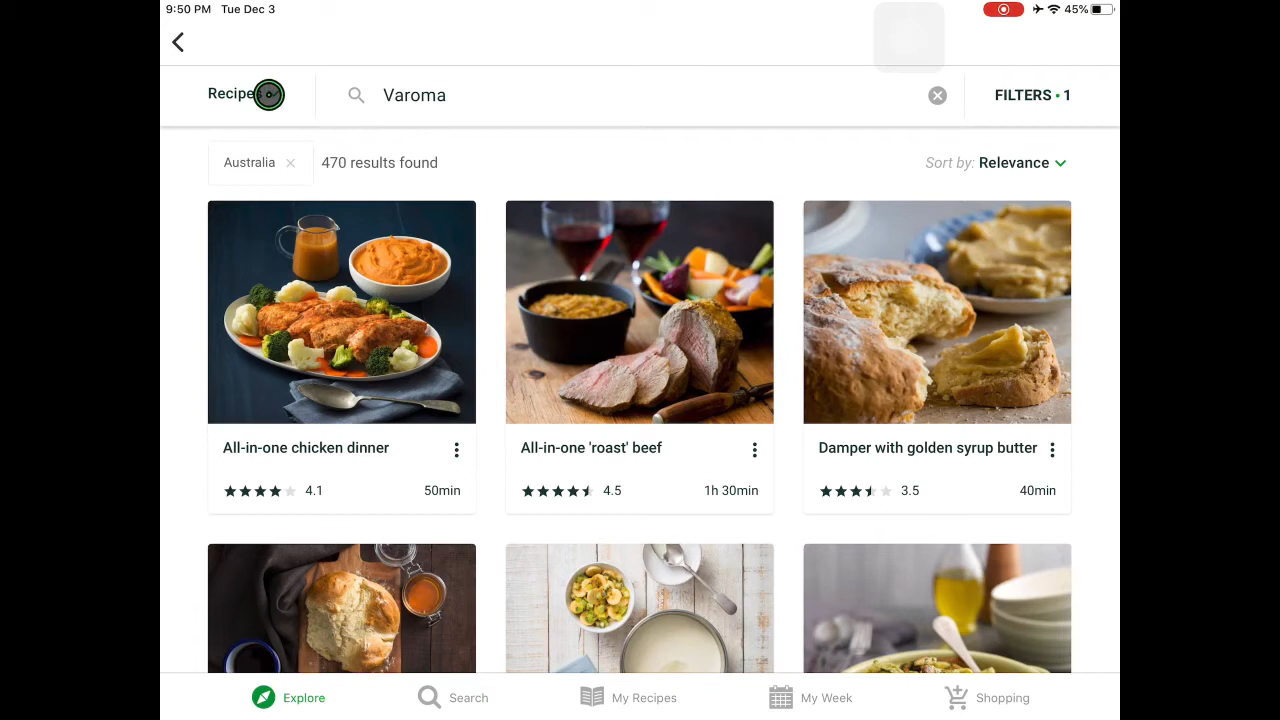 9:50 PM Tue Dec 3
45%
Recipes
Varoma
FILTERS • 1
Australia
470 results found
Sort by: Relevance
All-in-one chicken dinner
4.1
50min
All-in-one 'roast' beef
4.5
1h 30min
Damper with golden syrup butter
3.5
40min
Explore
Search
My Recipes
My Week
Shopping